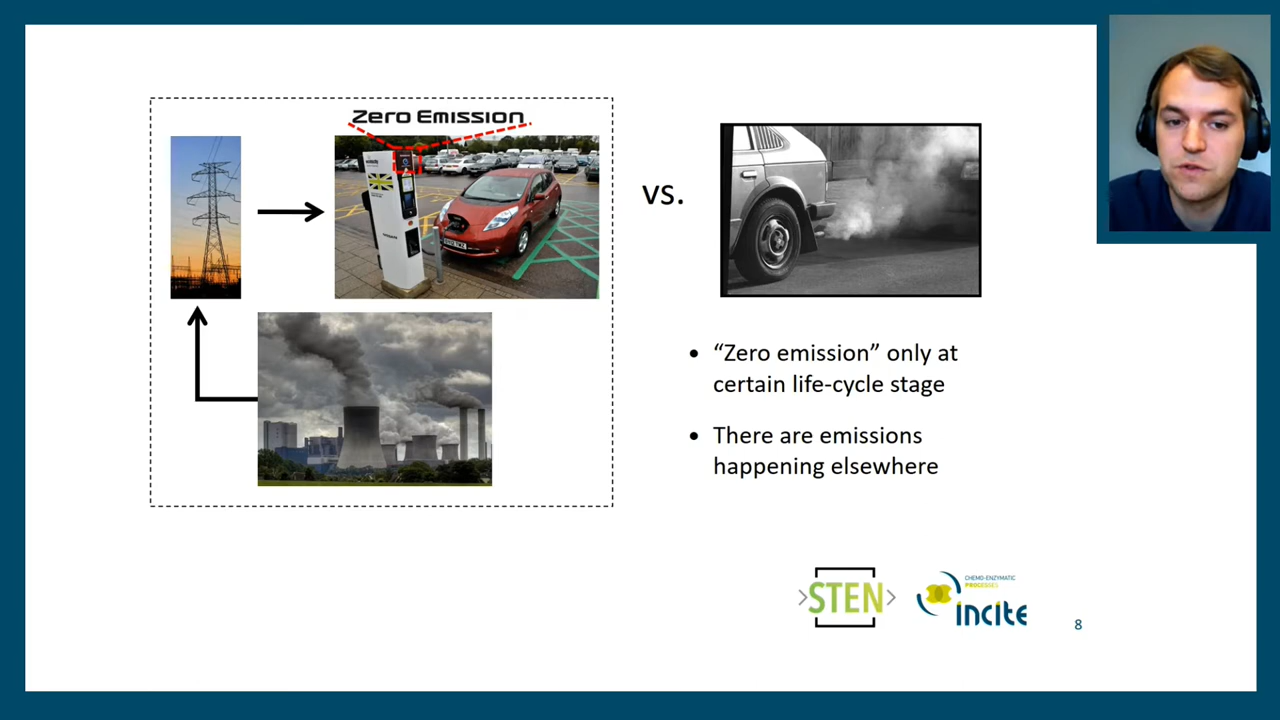 Zero Emission
vs.
• “Zero emission” only at
certain life-cycle stage
• There are emissions
happening elsewhere
STEN
CHEMO-ENZYMATIC
PROCESSES
incite
8